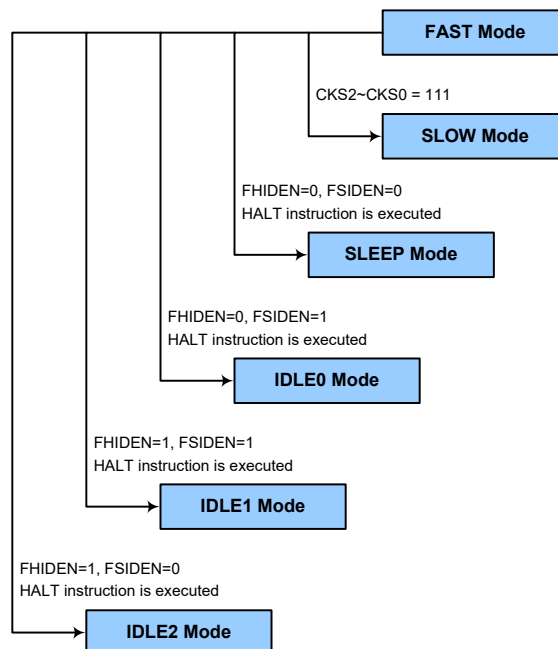 FAST Mode
CKS2~CKS0 = 111
SLOW Mode
FHIDEN=0, FSIDEN=0
HALT instruction is executed
SLEEP Mode
FHIDEN=0, FSIDEN=1
HALT instruction is executed
IDLE0 Mode
FHIDEN=1, FSIDEN=1
HALT instruction is executed
IDLE1 Mode
FHIDEN=1, FSIDEN=0
HALT instruction is executed
IDLE2 Mode